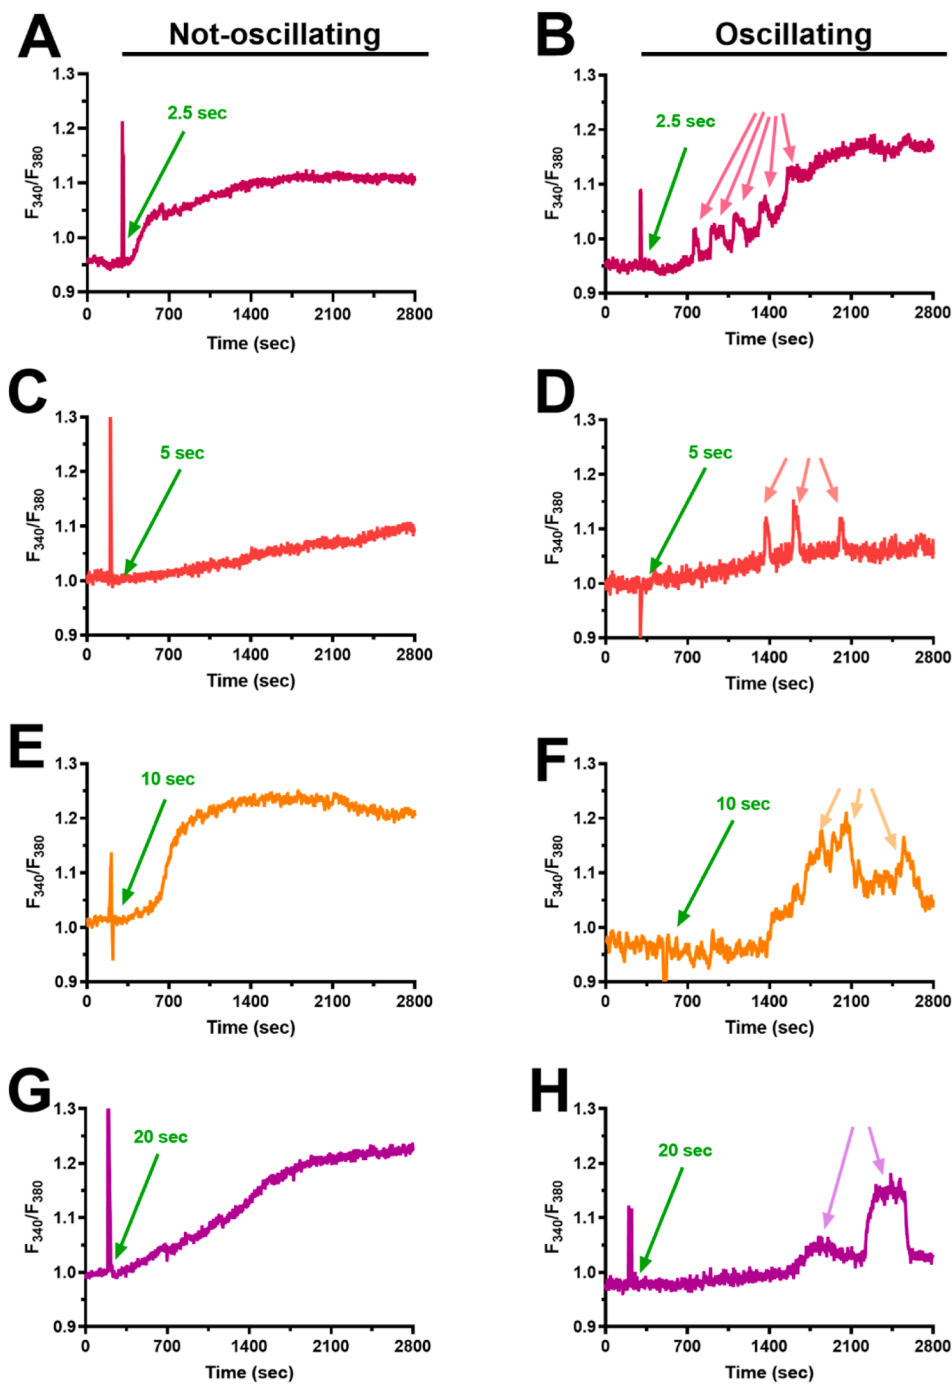 A Not-oscillating B Oscillating
1.3 1.3
2.5 sec 2.5 sec
1.2 1.2
F340/F380 F340/F380
1.1 1.1
1.0 1.0
0.9 0.9
0 700 1400 2100 2800 0 700 1400 2100 2800
Time (sec) Time (sec)
C D
1.3 1.3
5 sec 5 sec
1.2 1.2
F340/F380 F340/F380
1.1 1.1
1.0 1.0
0.9 0.9
0 700 1400 2100 2800 0 700 1400 2100 2800
Time (sec) Time (sec)
E F
1.3 1.3
10 sec 10 sec
1.2 1.2
F340/F380 F340/F380
1.1 1.1
1.0 1.0
0.9 0.9
0 700 1400 2100 2800 0 700 1400 2100 2800
Time (sec) Time (sec)
G H
1.3 1.3
20 sec 20 sec
1.2 1.2
F340/F380 F340/F380
1.1 1.1
1.0 1.0
0.9 0.9
0 700 1400 2100 2800 0 700 1400 2100 2800
Time (sec) Time (sec)